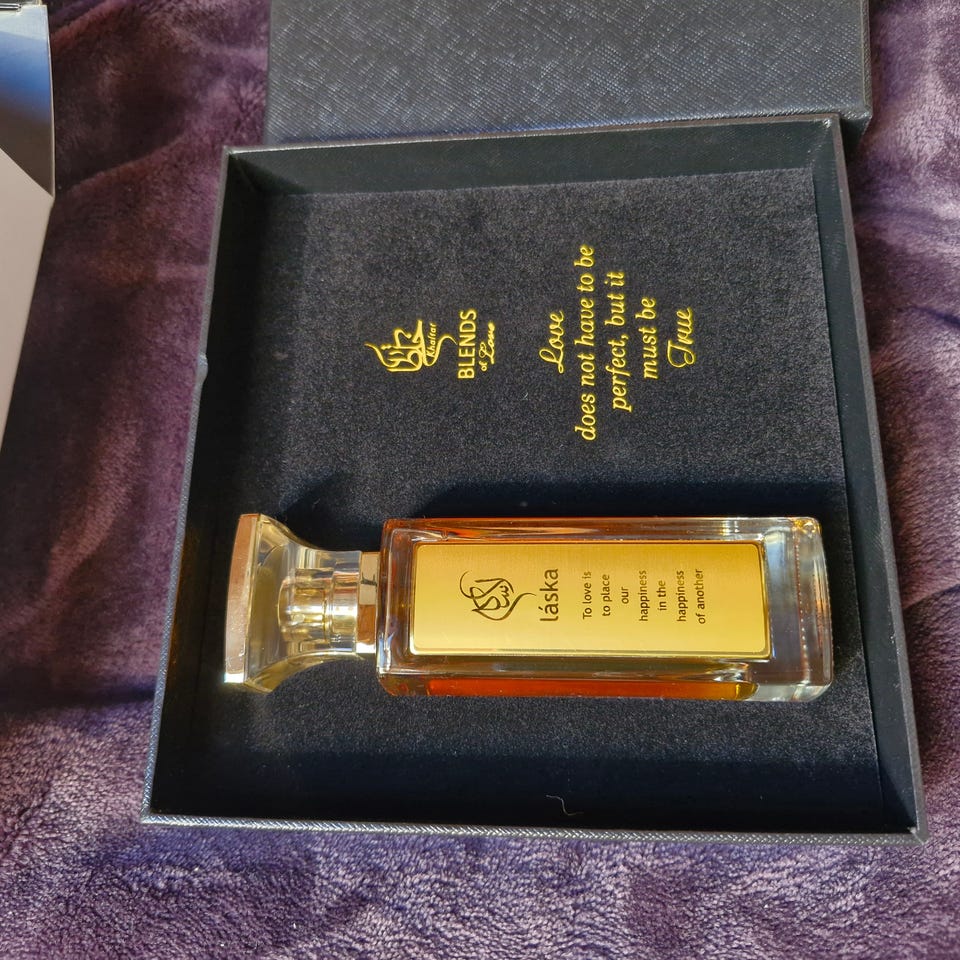 Khaltat
BLENDS
of Love
Love
does not have to be
perfect, but it
must be
True
láska
To love is
to place
our
happiness
in the
happiness
of another